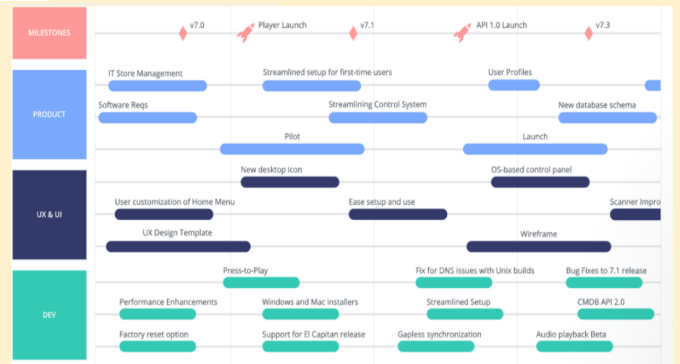 MILESTONES
v7.0
Player Launch
v7.1
API 1.0 Launch
v7.3
PRODUCT
IT Store Management
Streamlined setup for first-time users
User Profiles
Software Reqs
Streamlining Control System
New database schema
Pilot
Launch
UX & UI
New desktop icon
OS-based control panel
User customization of Home Menu
Ease setup and use
Scanner Impro
UX Design Template
Wireframe
DEV
Press-to-Play
Fix for DNS issues with Unix builds
Bug Fixes to 7.1 release
Performance Enhancements
Windows and Mac installers
Streamlined Setup
CMDB API 2.0
Factory reset option
Support for El Capitan release
Gapless synchronization
Audio playback Beta